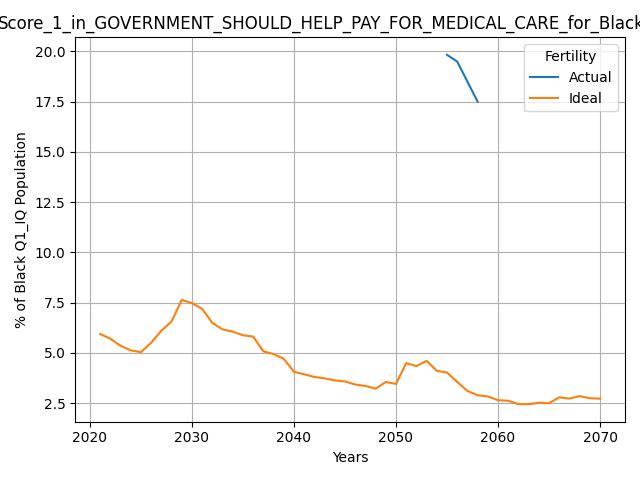 Score_1_in_GOVERNMENT_SHOULD_HELP_PAY_FOR_MEDICAL_CARE_for_Black
Fertility
Actual
Ideal
20.0
17.5
15.0
12.5
10.0
7.5
5.0
2.5
% of Black Q1_IQ Population
2020
2030
2040
2050
2060
2070
Years